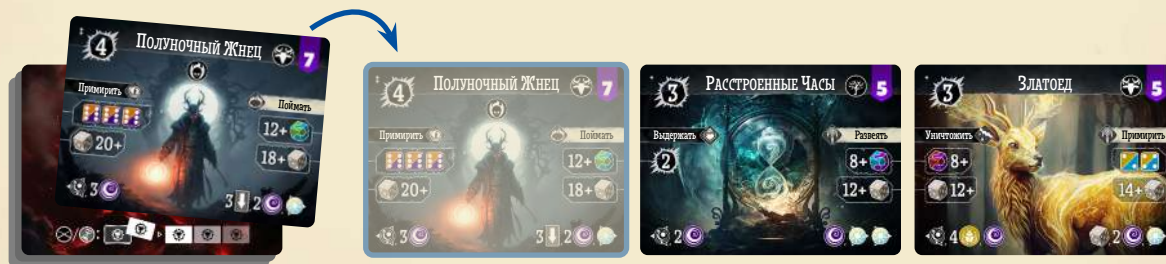 4 Полуночный Жнец 7
Примирить
Поймать
12+
20+
18+
3
3 2
4 Полуночный Жнец 7
Примирить
Поймать
12+
20+
18+
3
3 2
3 Расстроенные Часы 5
Выдержать
Развеять
2
8+
12+
2
3 Златоед 5
Уничтожить
Примирить
8+
12+
14+
4
2